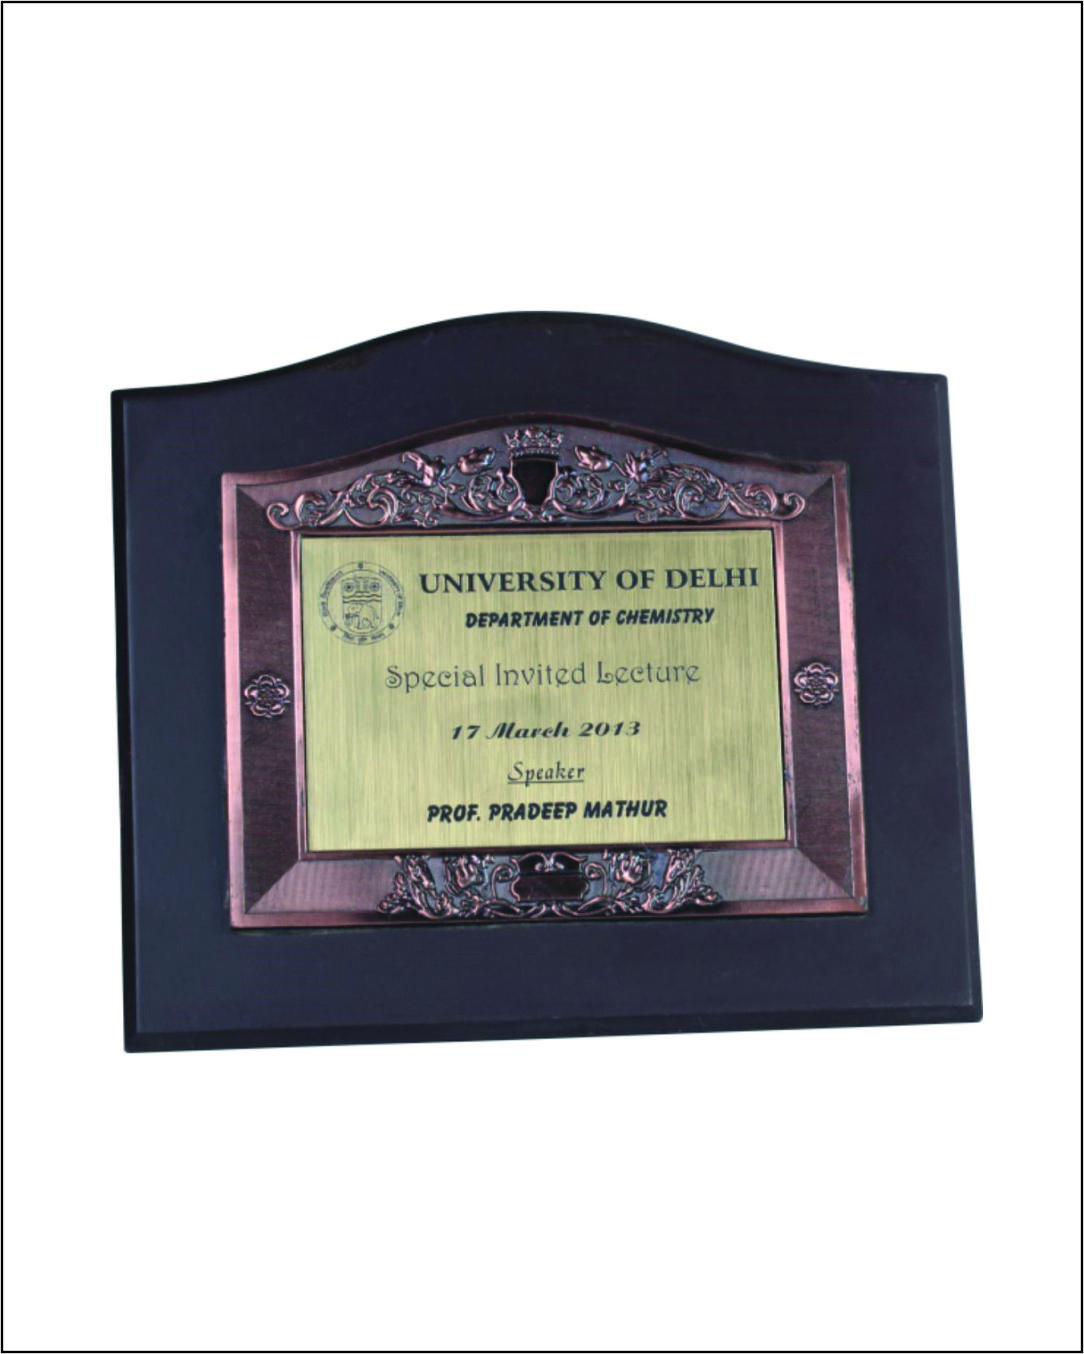 UNIVERSITY OF DELHI
DEPARTMENT OF CHEMISTRY
Special Invited Lecture
17 March 2013
Speaker
PROF. PRADEEP MATHUR